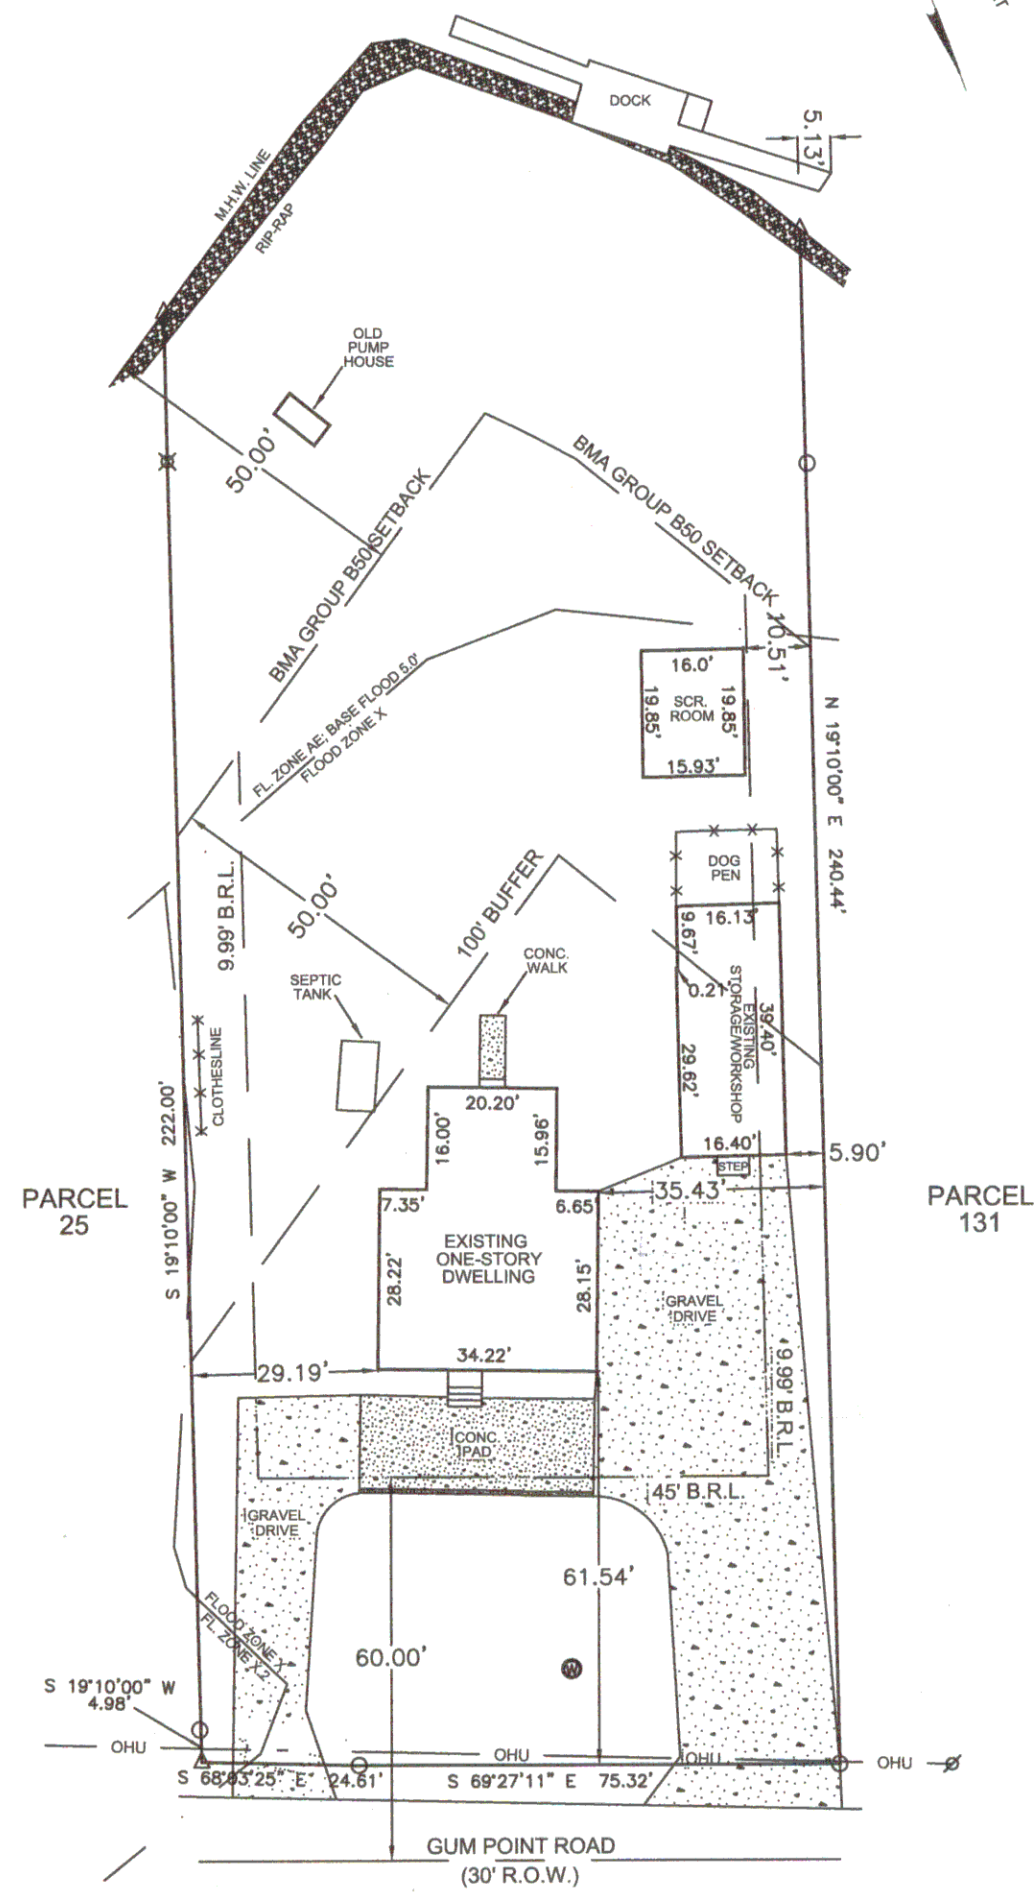 DOCK
5.13'
M.H.W. LINE
RIP-RAP
OLD
PUMP
HOUSE
50.00'
BMA GROUP B50 SETBACK
BMA GROUP B50 SETBACK
10.51'
16.0'
SCR.
ROOM
19.85'
19.85'
15.93'
FL. ZONE AE; BASE FLOOD 5.0'
FLOOD ZONE X
N 19°10'00" E 240.44'
DOG
PEN
9.99' B.R.L.
50.00'
100' BUFFER
16.13'
9.67'
0.21'
EXISTING
STORAGE/WORKSHOP
39.40'
29.62'
16.40'
STEP
5.90'
CONC.
WALK
SEPTIC
TANK
CLOTHESLINE
S 19°10'00" W 222.00'
20.20'
16.00'
15.96'
7.35'
6.65'
35.43'
PARCEL
25
PARCEL
131
EXISTING
ONE-STORY
DWELLING
28.22'
28.15'
34.22'
29.19'
GRAVEL
DRIVE
9.99' B.R.L.
CONC.
PAD
45' B.R.L.
GRAVEL
DRIVE
61.54'
60.00'
FLOOD ZONE X
FL. ZONE X.2
W
S 19°10'00" W
4.98'
OHU
OHU
OHU
OHU
S 68°03'25" E 24.61'
S 69°27'11" E 75.32'
GUM POINT ROAD
(30' R.O.W.)